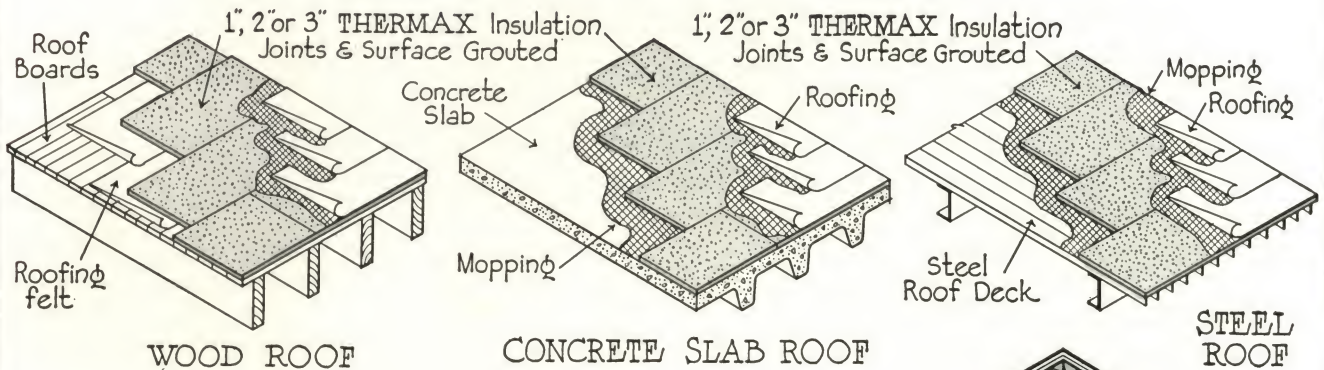 1", 2" or 3" THERMAX Insulation
Joints & Surface Grouted
Roof
Boards
Roofing
felt
WOOD ROOF
1", 2" or 3" THERMAX Insulation
Joints & Surface Grouted
Concrete
Slab
Roofing
Mopping
CONCRETE SLAB ROOF
Mopping
Roofing
Steel
Roof Deck
STEEL
ROOF